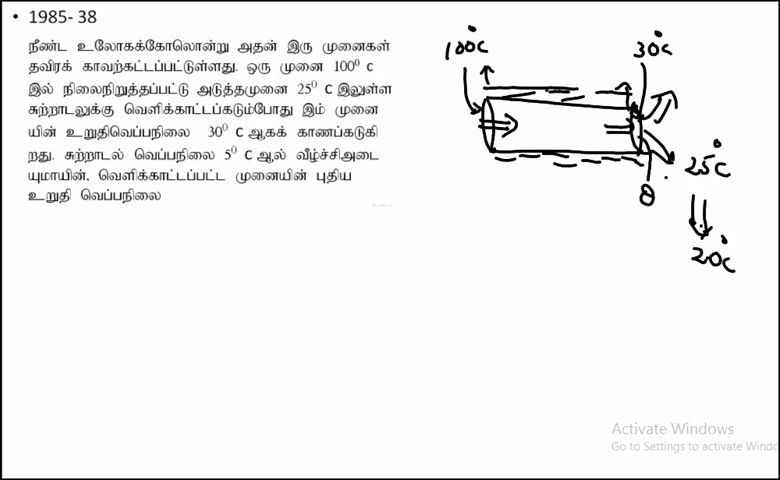 • 1985- 38
நீண்ட உலோகக்கோலொன்று அதன் இரு முனைகள்
தவிரக் காவற்கட்டப்பட்டுள்ளது. ஒரு முனை 100⁰ c
இல் நிலைநிறுத்தப்பட்டு அடுத்தமுனை 25⁰ C இலுள்ள
சுற்றாடலுக்கு வெளிக்காட்டப்கடும்போது இம் முனை
யின் உறுதிவெப்பநிலை 30⁰ C ஆகக் காணப்கடுகி
றது. சுற்றாடல் வெப்பநிலை 5⁰ C ஆல் வீழ்ச்சிஅடை
யுமாயின், வெளிக்காட்டப்பட்ட முனையின் புதிய
உறுதி வெப்பநிலை
100°C
30°C
25°C
θ
20°C
Activate Windows
Go to Settings to activate Windo